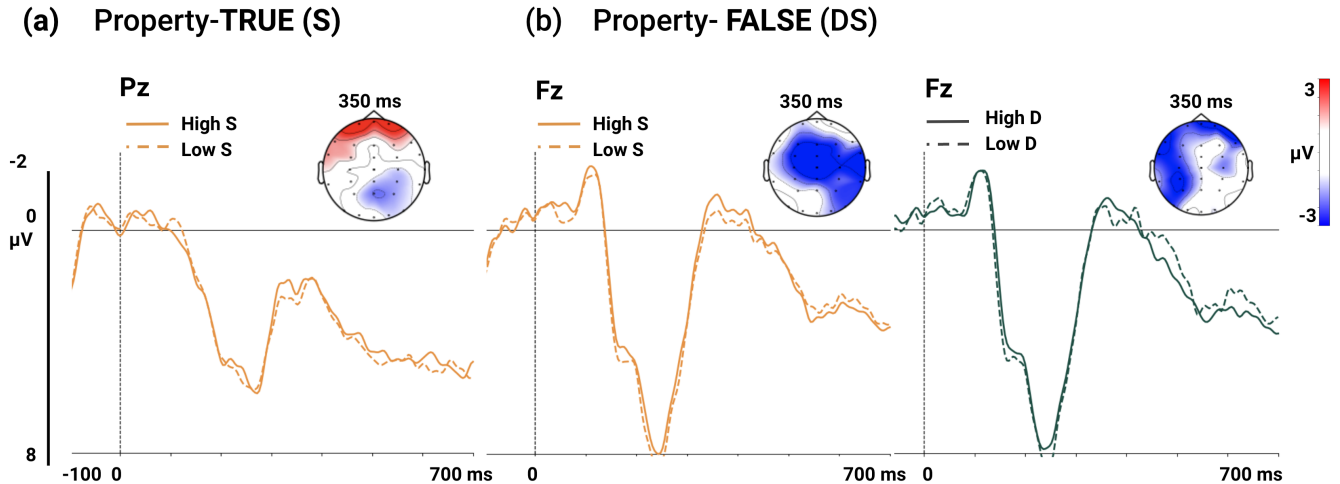 (a) Property-TRUE (S)
(b) Property- FALSE (DS)
Pz
High S
Low S
350 ms
Fz
High S
Low S
350 ms
Fz
High D
Low D
350 ms
3
µV
-3
-2
0
µV
8
-100 0 700 ms
0 700 ms
0 700 ms